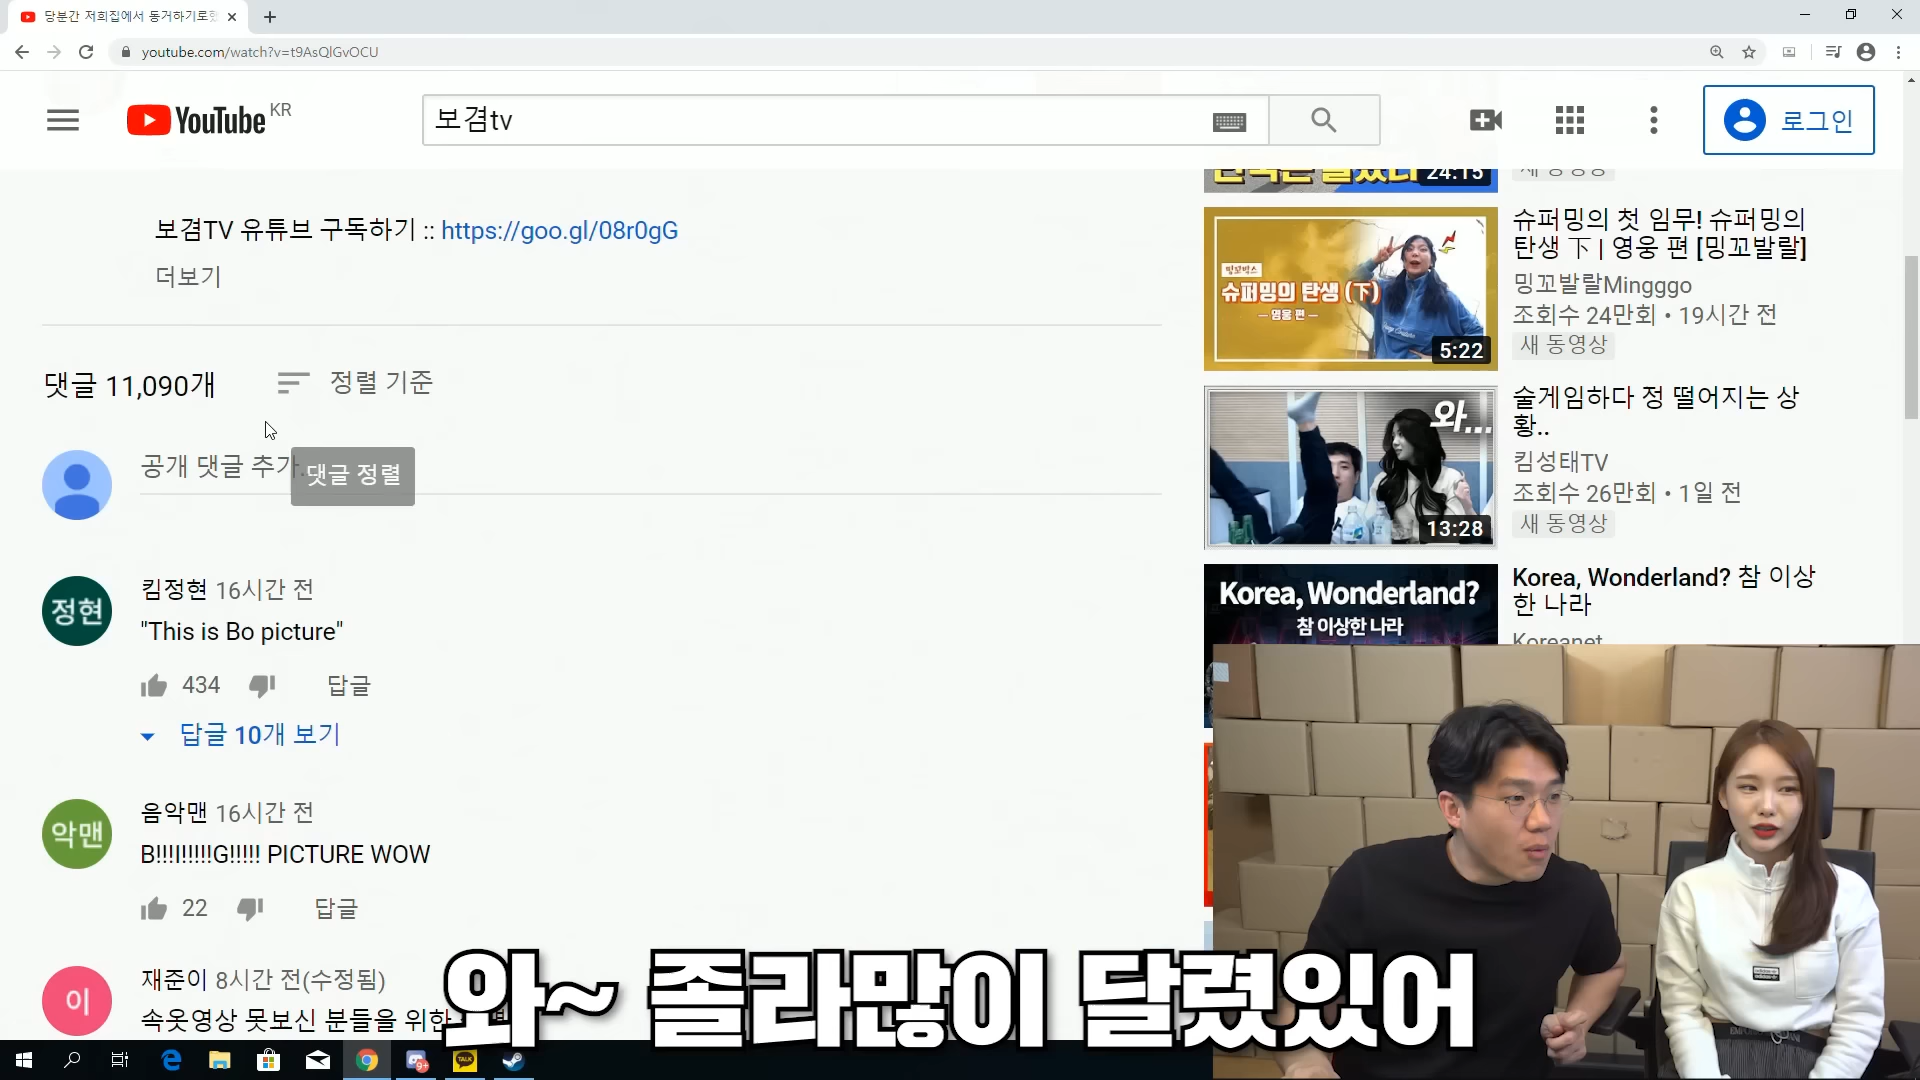 당분간 저희집에서 동거하기로했
youtube.com/watch?v=t9AsQlGvOCU
YouTube KR
보겸tv
로그인
보겸TV 유튜브 구독하기 :: https://goo.gl/08r0gG
더보기
댓글 11,090개
정렬 기준
공개 댓글 추가
댓글 정렬
정현
킴정현 16시간 전
"This is Bo picture"
434
답글
답글 10개 보기
악맨
음악맨 16시간 전
B!!!!!!!!!G!!!!! PICTURE WOW
22
답글
이
재준이 8시간 전(수정됨)
속옷영상 못보신 분들을 위한
24:15
새 동영상
밍꼬박스
슈퍼밍의 탄생 (下)
– 영웅 편 –
5:22
슈퍼밍의 첫 임무! 슈퍼밍의
탄생 下 | 영웅 편 [밍꼬발랄]
밍꼬발랄Mingggo
조회수 24만회 • 19시간 전
새 동영상
와...
13:28
술게임하다 정 떨어지는 상
황..
킴성태TV
조회수 26만회 • 1일 전
새 동영상
Korea, Wonderland?
참 이상한 나라
Korea, Wonderland? 참 이상
한 나라
Koreanet
와~ 졸라많이 달렸있어
TALK
9+